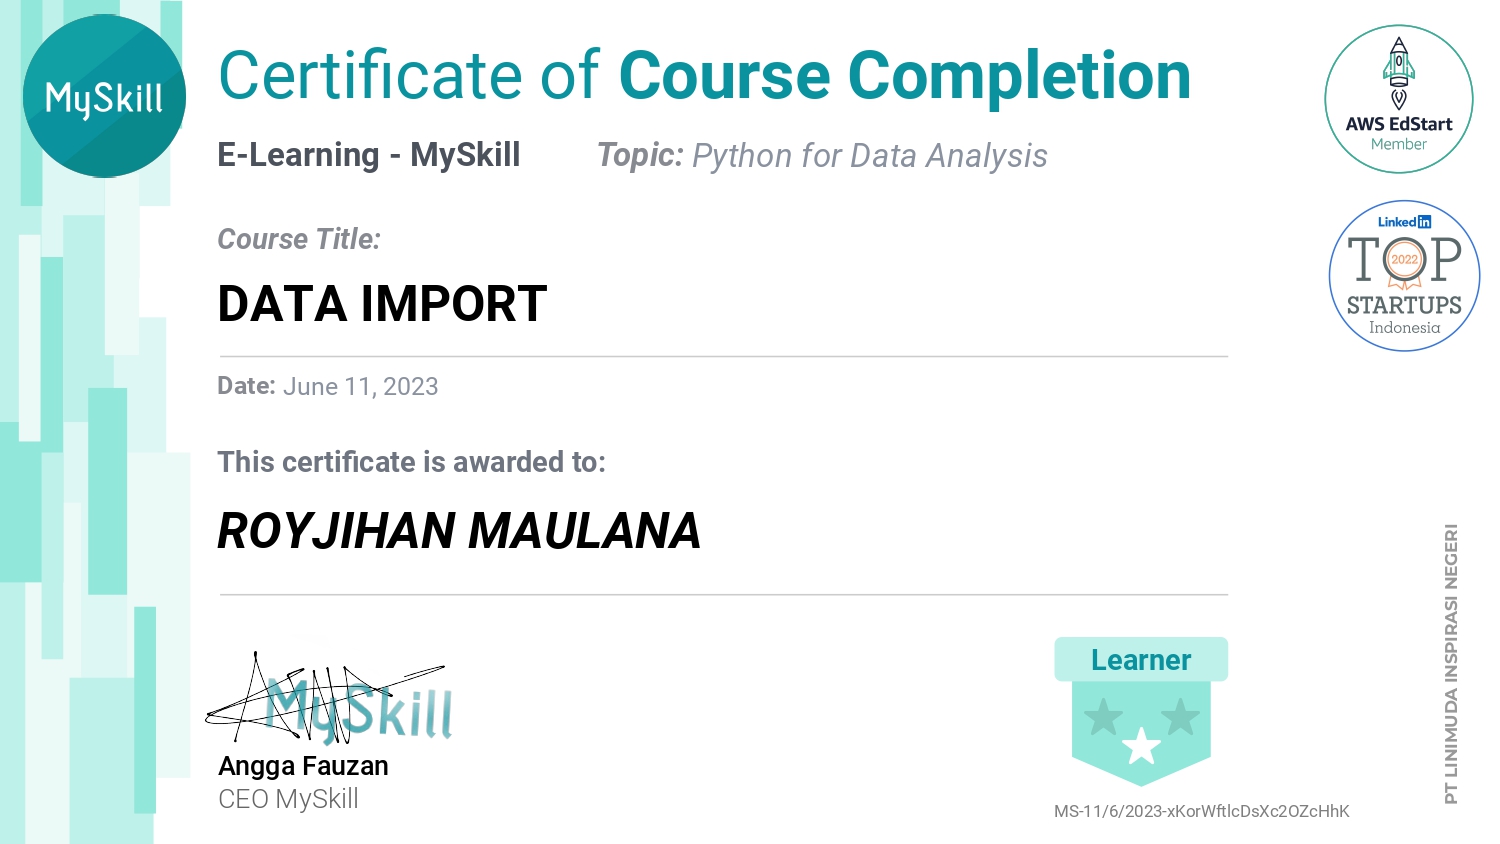 MySkill
Certificate of Course Completion
E-Learning - MySkill
Topic: Python for Data Analysis
Course Title:
DATA IMPORT
Date: June 11, 2023
This certificate is awarded to:
ROYJIHAN MAULANA
MySkill
Angga Fauzan
CEO MySkill
Learner
MS-11/6/2023-xKorWftlcDsXc2OZcHhK
AWS EdStart
Member
Linked in
TOP
2022
STARTUPS
Indonesia
PT LINIMUDA INSPIRASI NEGERI